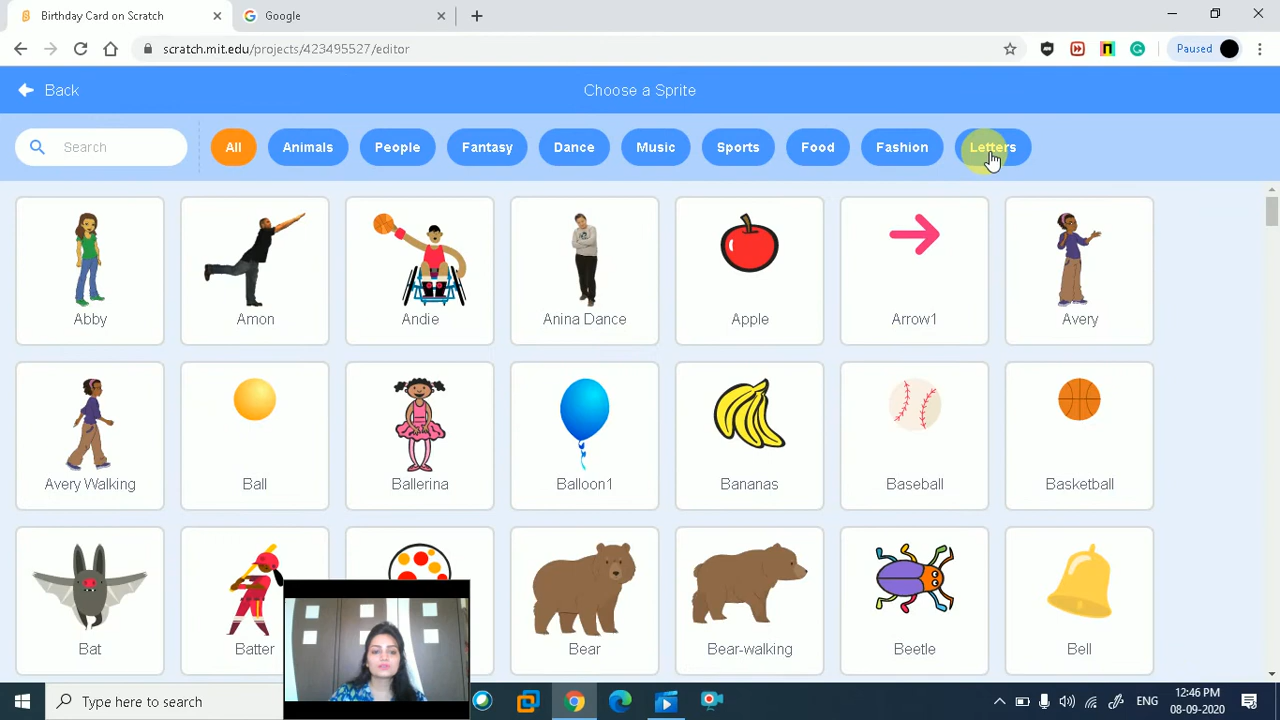 Birthday Card on Scratch
Google
scratch.mit.edu/projects/423495527/editor
Paused
Back
Choose a Sprite
Search
All
Animals
People
Fantasy
Dance
Music
Sports
Food
Fashion
Letters
Abby
Amon
Andie
Anina Dance
Apple
Arrow1
Avery
Avery Walking
Ball
Ballerina
Balloon1
Bananas
Baseball
Basketball
Bat
Batter
Bear
Bear-walking
Beetle
Bell
Type here to search
ENG
12:46 PM
08-09-2020